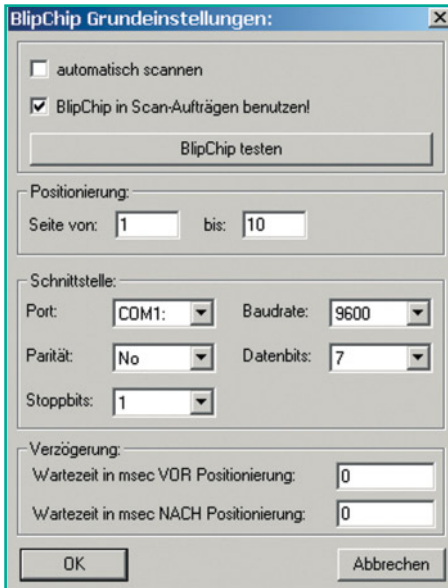 BlipChip Grundeinstellungen:
automatisch scannen
BlipChip in Scan-Aufträgen benutzen!
BlipChip testen
Positionierung:
Seite von: 1 bis: 10
Schnittstelle:
Port: COM1: Baudrate: 9600
Parität: No Datenbits: 7
Stoppbits: 1
Verzögerung:
Wartezeit in msec VOR Positionierung: 0
Wartezeit in msec NACH Positionierung: 0
OK Abbrechen